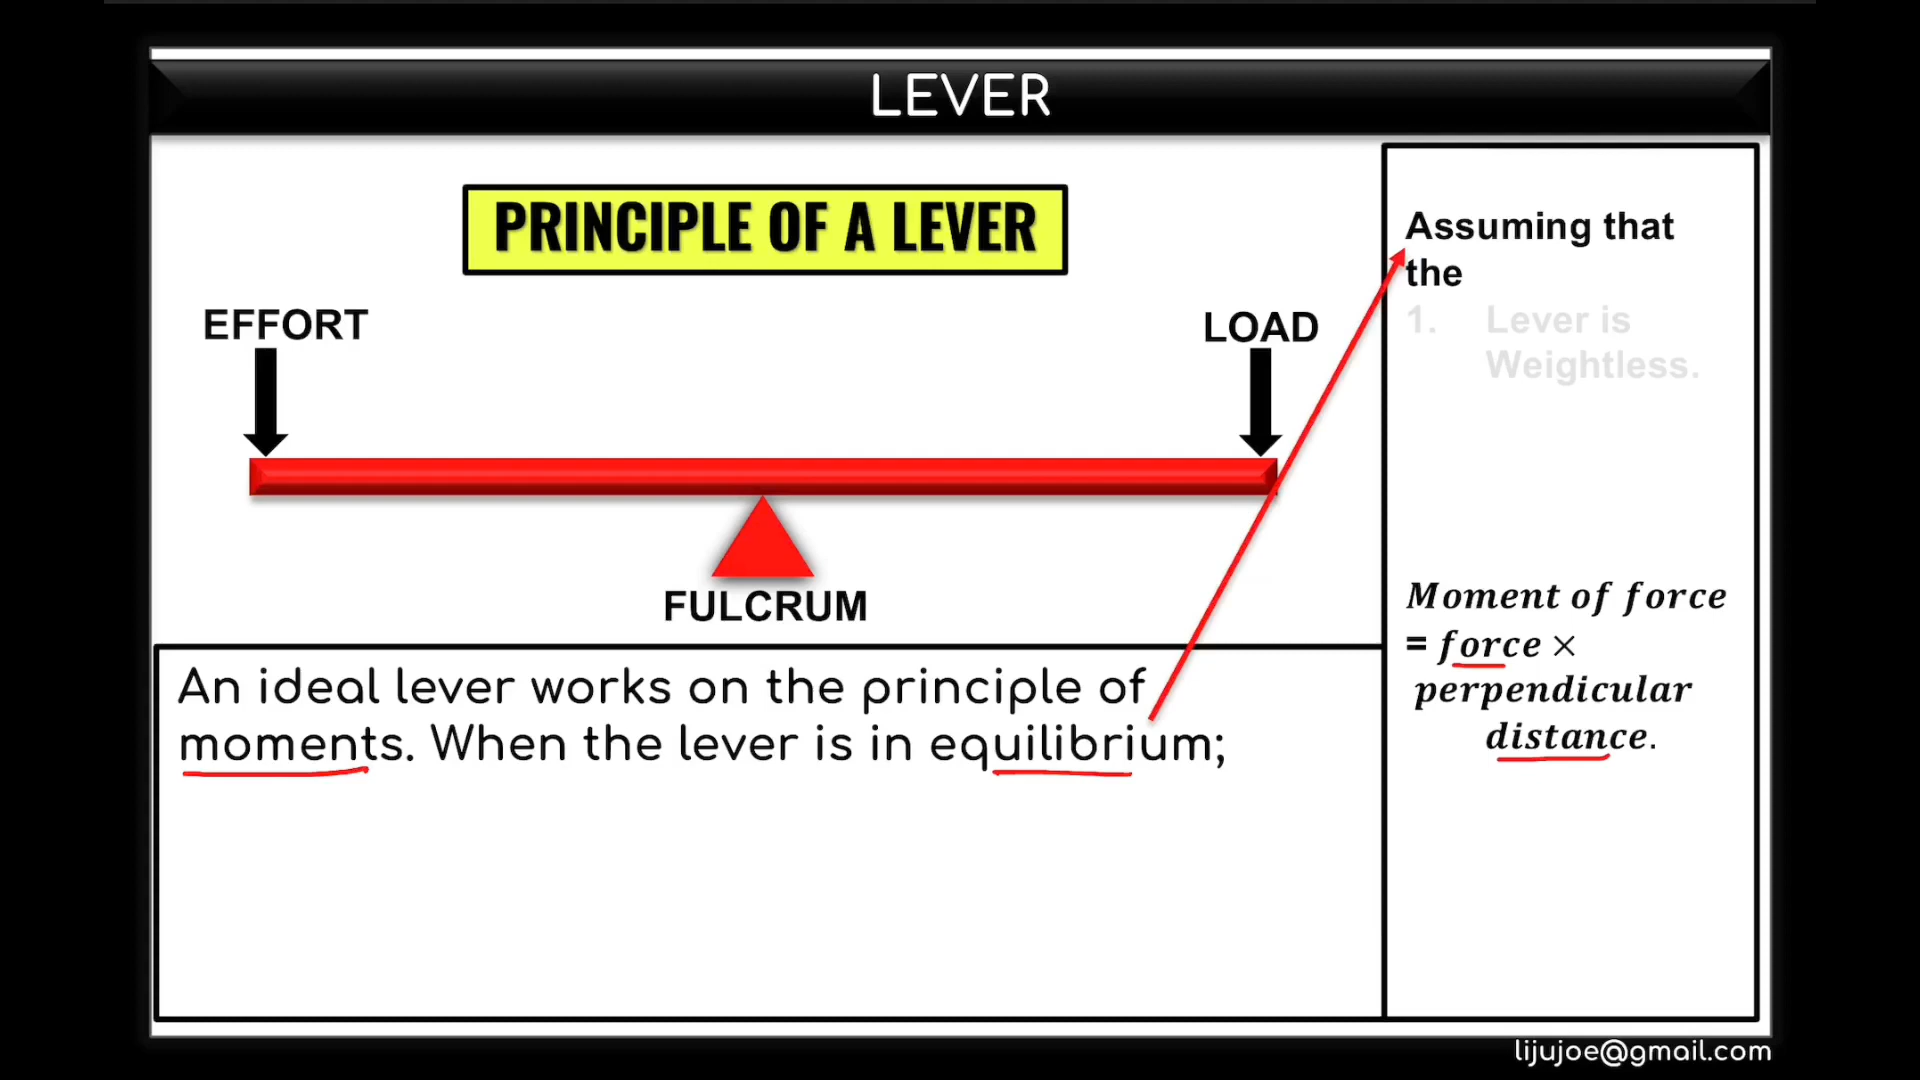 LEVER
PRINCIPLE OF A LEVER
EFFORT
LOAD
FULCRUM
An ideal lever works on the principle of
moments. When the lever is in equilibrium;
Assuming that
the
1. Lever is
Weightless.
Moment of force
= force ×
perpendicular
distance.
lijujoe@gmail.com